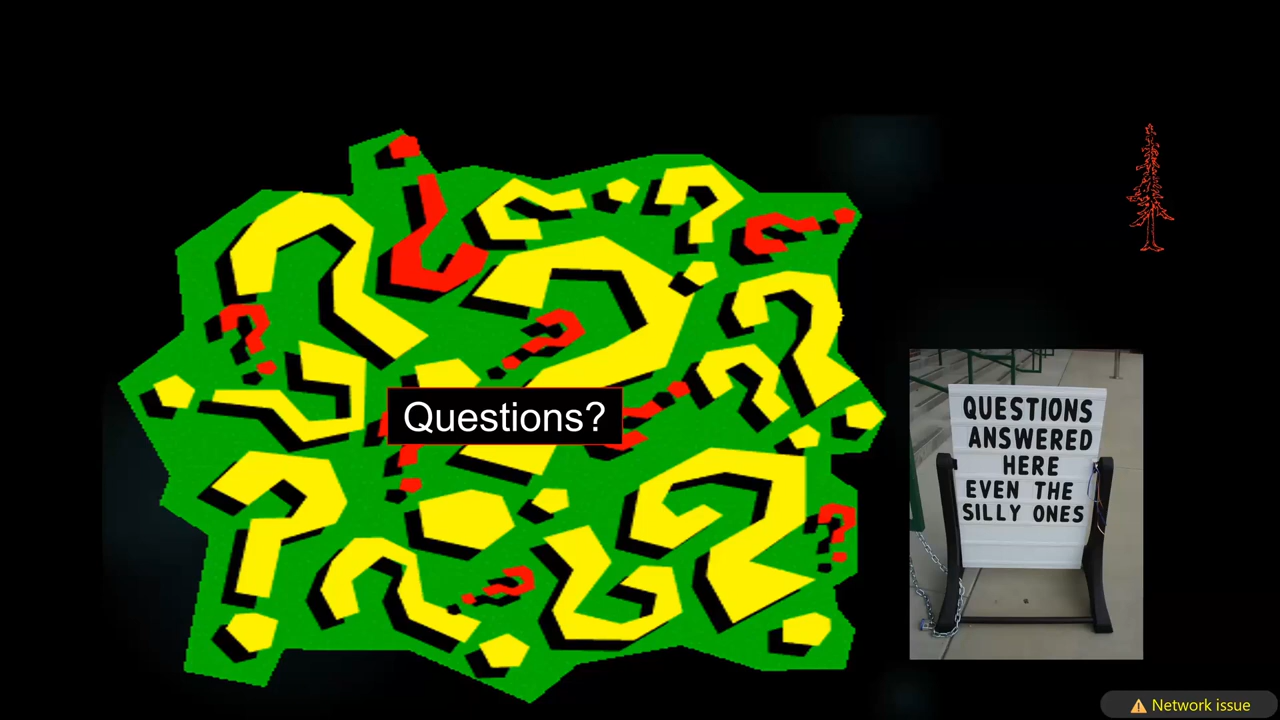 Questions?
QUESTIONS
ANSWERED
HERE
EVEN THE
SILLY ONES
Network issue